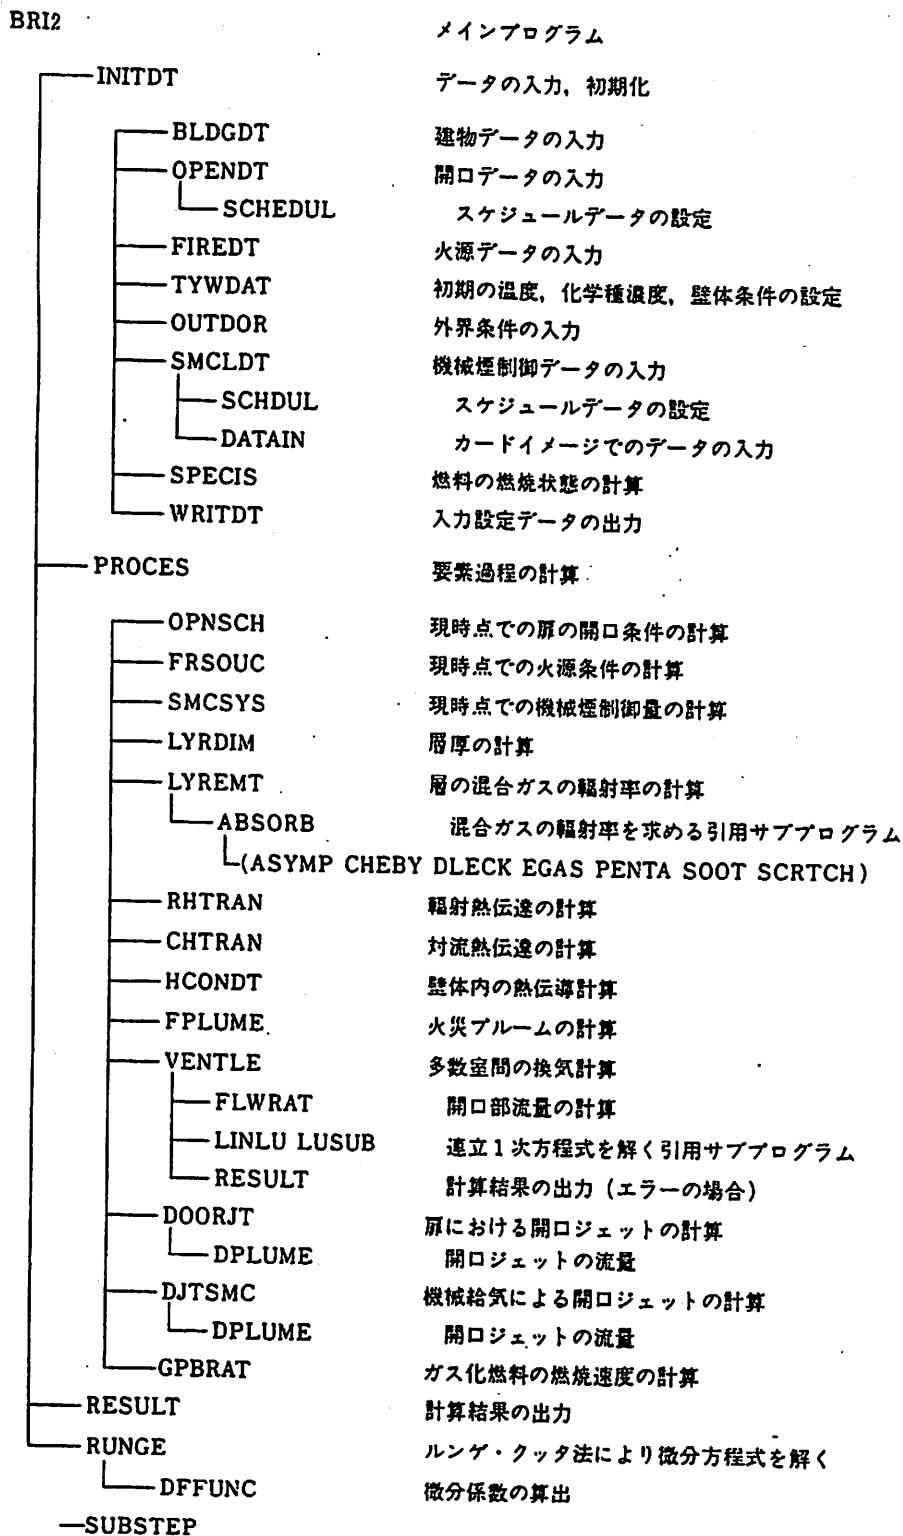 BRI2 メインプログラム
INITDT データの入力，初期化
BLDGDT 建物データの入力
OPENDT 開口データの入力
SCHEDUL スケジュールデータの設定
FIREDT 火源データの入力
TYWDAT 初期の温度，化学種濃度，壁体条件の設定
OUTDOR 外界条件の入力
SMCLDT 機械煙制御データの入力
SCHDUL スケジュールデータの設定
DATAIN カードイメージでのデータの入力
SPECIS 燃料の燃焼状態の計算
WRITDT 入力設定データの出力
PROCES 要素過程の計算
OPNSCH 現時点での扉の開口条件の計算
FRSOUC 現時点での火源条件の計算
SMCSYS 現時点での機械煙制御量の計算
LYRDIM 層厚の計算
LYREMT 層の混合ガスの輻射率の計算
ABSORB 混合ガスの輻射率を求める引用サブプログラム
(ASYMP CHEBY DLECK EGAS PENTA SOOT SCRTCH)
RHTRAN 輻射熱伝達の計算
CHTRAN 対流熱伝達の計算
HCONDT 壁体内の熱伝導計算
FPLUME 火災プルームの計算
VENTLE 多数室間の換気計算
FLWRAT 開口部流量の計算
LINLU LUSUB 連立1次方程式を解く引用サブプログラム
RESULT 計算結果の出力（エラーの場合）
DOORJT 扉における開口ジェットの計算
DPLUME 開口ジェットの流量
DJTSMC 機械給気による開口ジェットの計算
DPLUME 開口ジェットの流量
GPBRAT ガス化燃料の燃焼速度の計算
RESULT 計算結果の出力
RUNGE ルンゲ・クッタ法により微分方程式を解く
DFFUNC 微分係数の算出
SUBSTEP